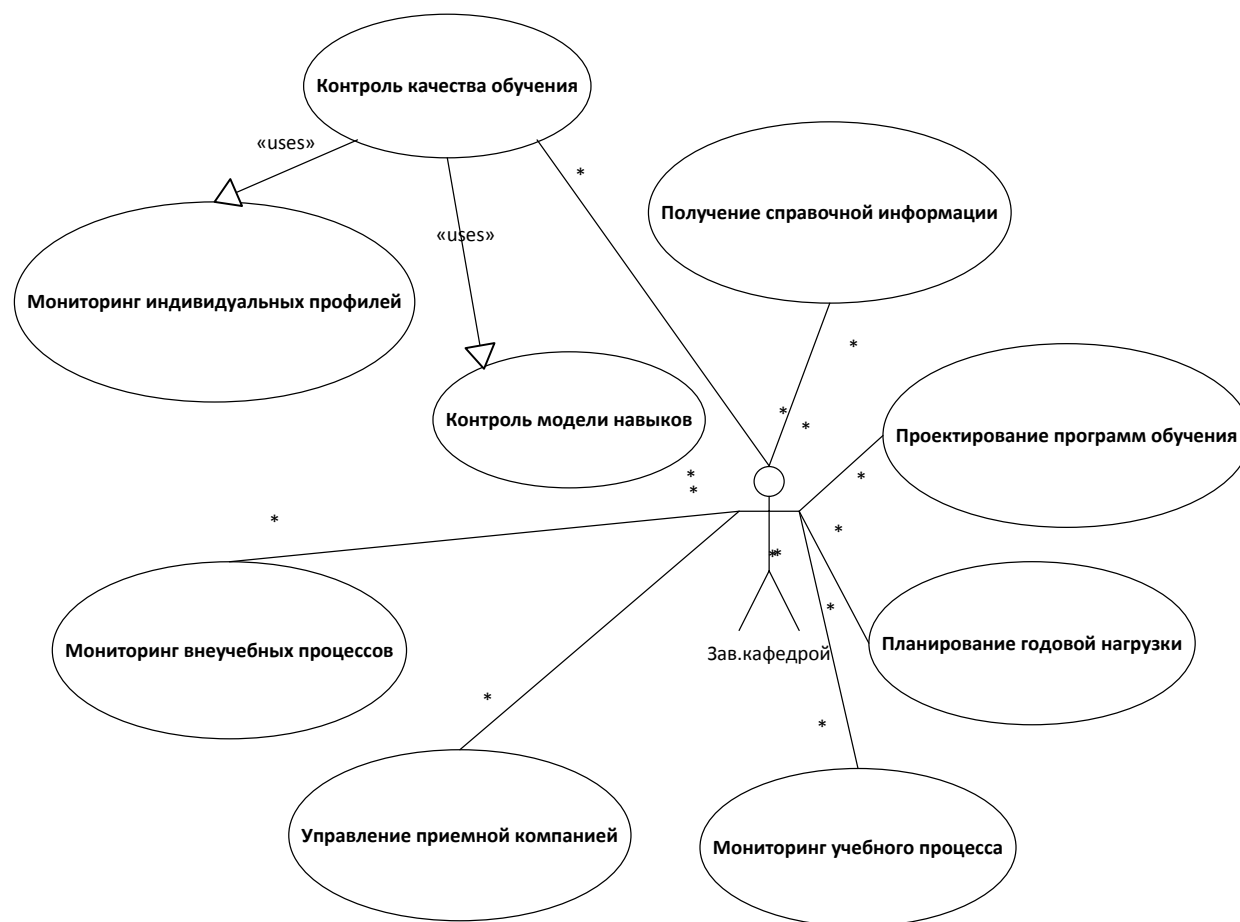 Контроль качества обучения
«uses»
Получение справочной информации
«uses»
Мониторинг индивидуальных профилей
*
*
Контроль модели навыков
*
*
Проектирование программ обучения
*
*
*
*
*
*
**
Мониторинг внеучебных процессов
*
Зав.кафедрой
Планирование годовой нагрузки
*
*
Управление приемной компанией
Мониторинг учебного процесса